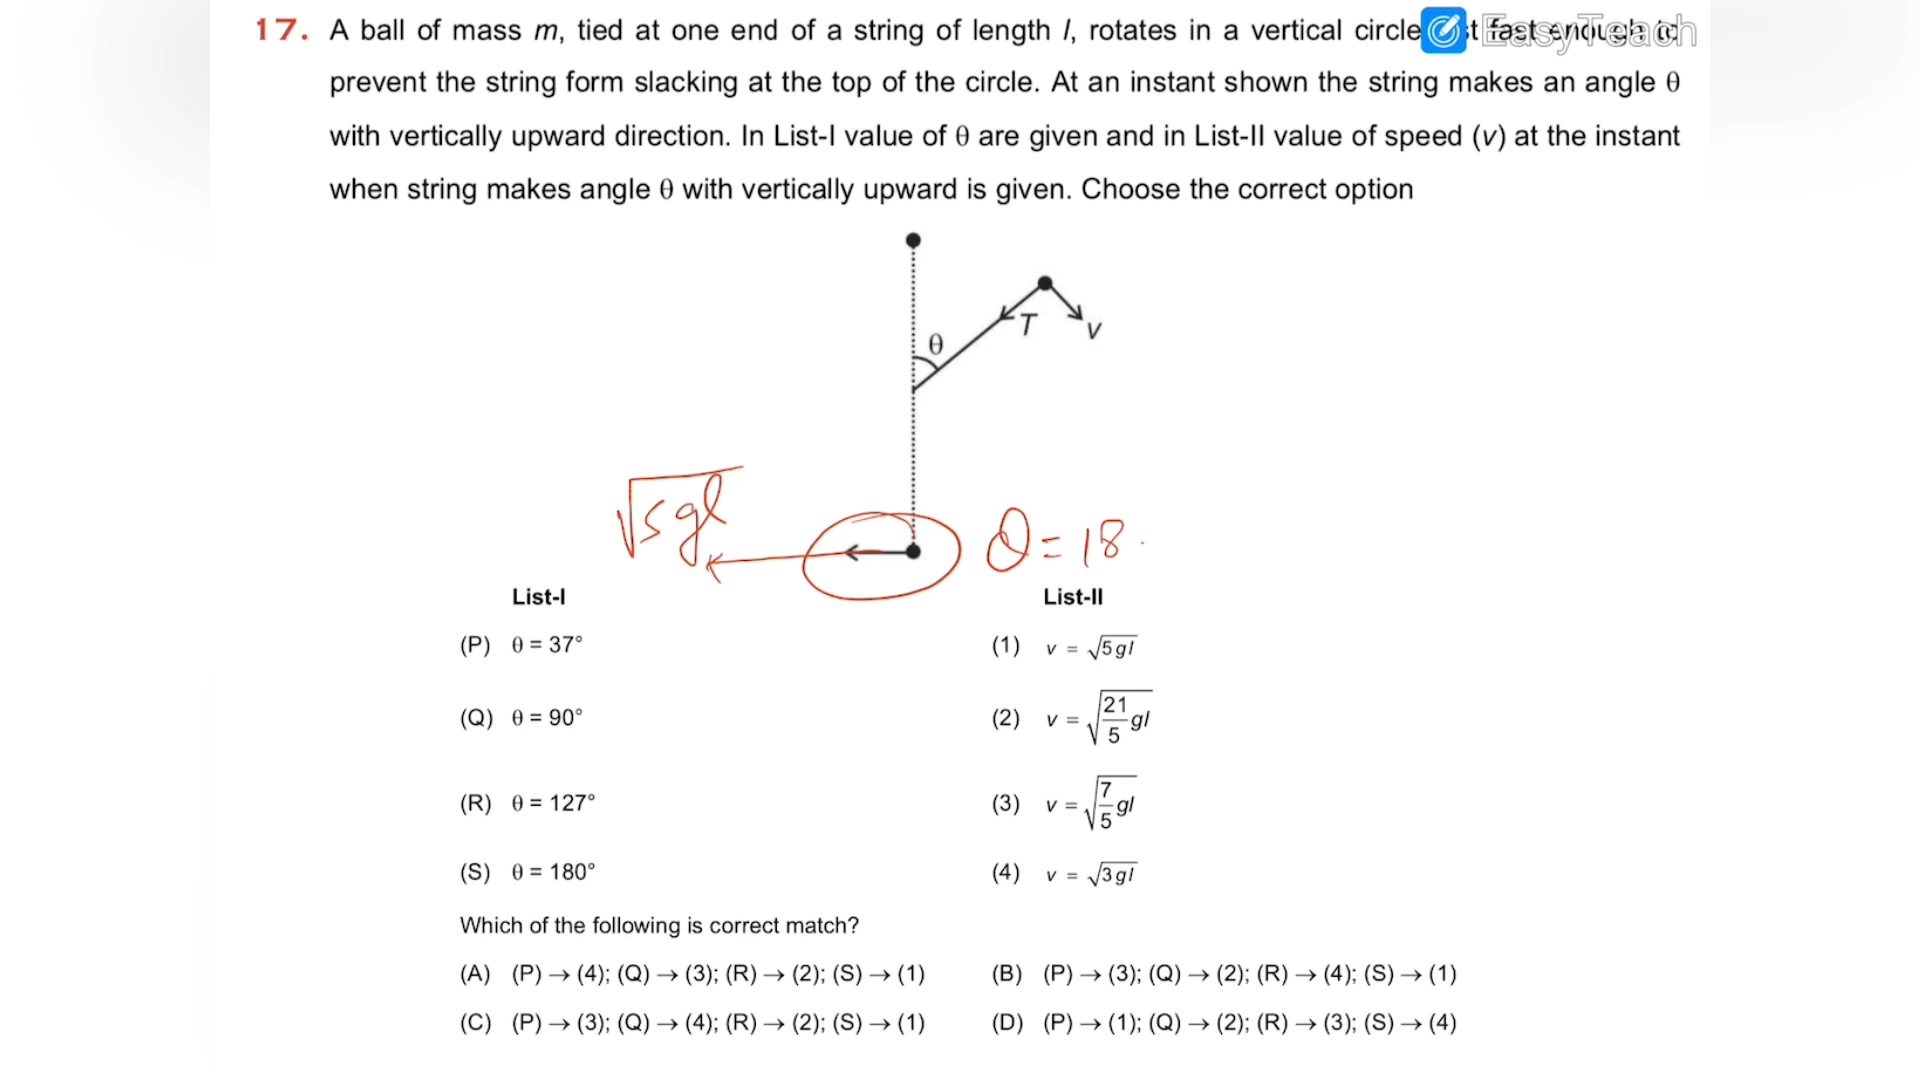 17. A ball of mass m, tied at one end of a string of length l, rotates in a vertical circle fast enough to
EasyTeach
prevent the string form slacking at the top of the circle. At an instant shown the string makes an angle θ
with vertically upward direction. In List-I value of θ are given and in List-II value of speed (v) at the instant
when string makes angle θ with vertically upward is given. Choose the correct option
T
v
θ
√5gl
θ = 18
List-I List-II
(P) θ = 37° (1) v = √5gl
(Q) θ = 90° (2) v = √(21/5 gl)
(R) θ = 127° (3) v = √(7/5 gl)
(S) θ = 180° (4) v = √3gl
Which of the following is correct match?
(A) (P) → (4); (Q) → (3); (R) → (2); (S) → (1) (B) (P) → (3); (Q) → (2); (R) → (4); (S) → (1)
(C) (P) → (3); (Q) → (4); (R) → (2); (S) → (1) (D) (P) → (1); (Q) → (2); (R) → (3); (S) → (4)